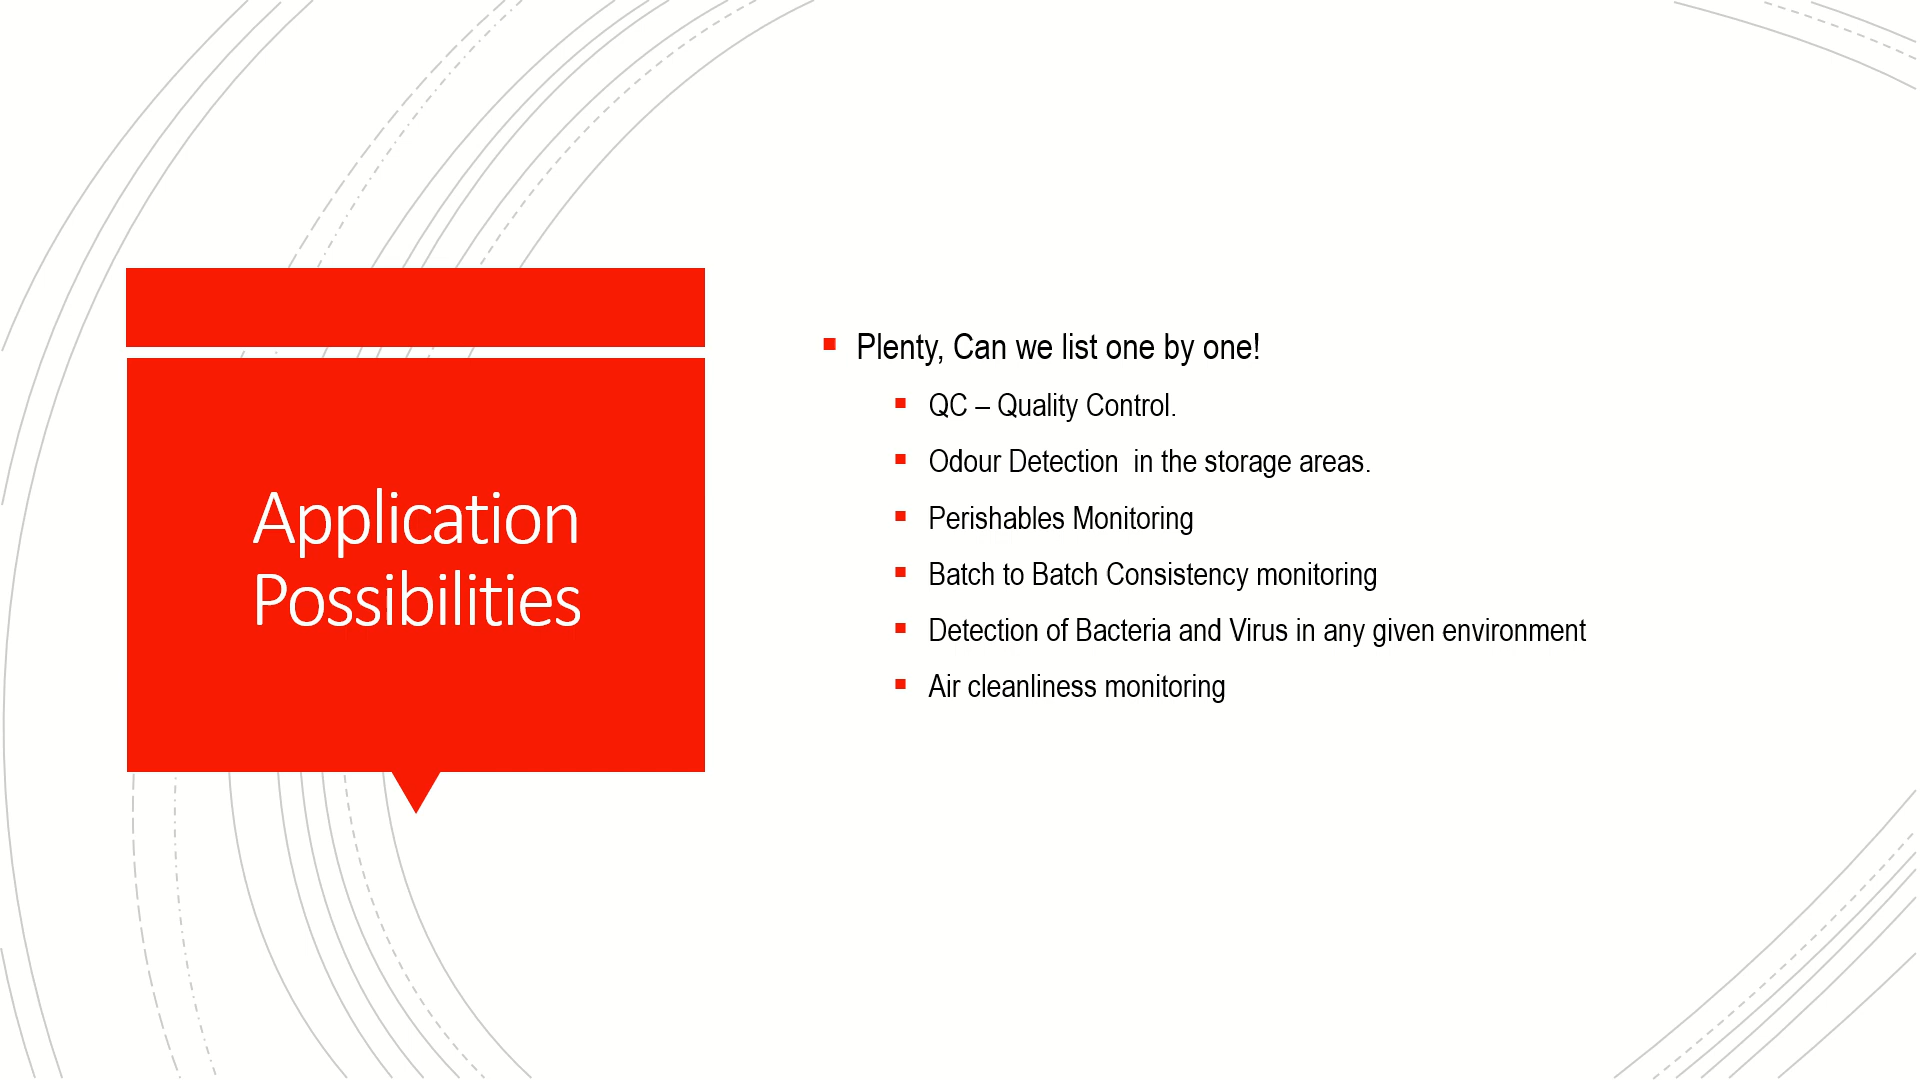 Application
Possibilities
Plenty, Can we list one by one!
QC – Quality Control.
Odour Detection  in the storage areas.
Perishables Monitoring
Batch to Batch Consistency monitoring
Detection of Bacteria and Virus in any given environment
Air cleanliness monitoring